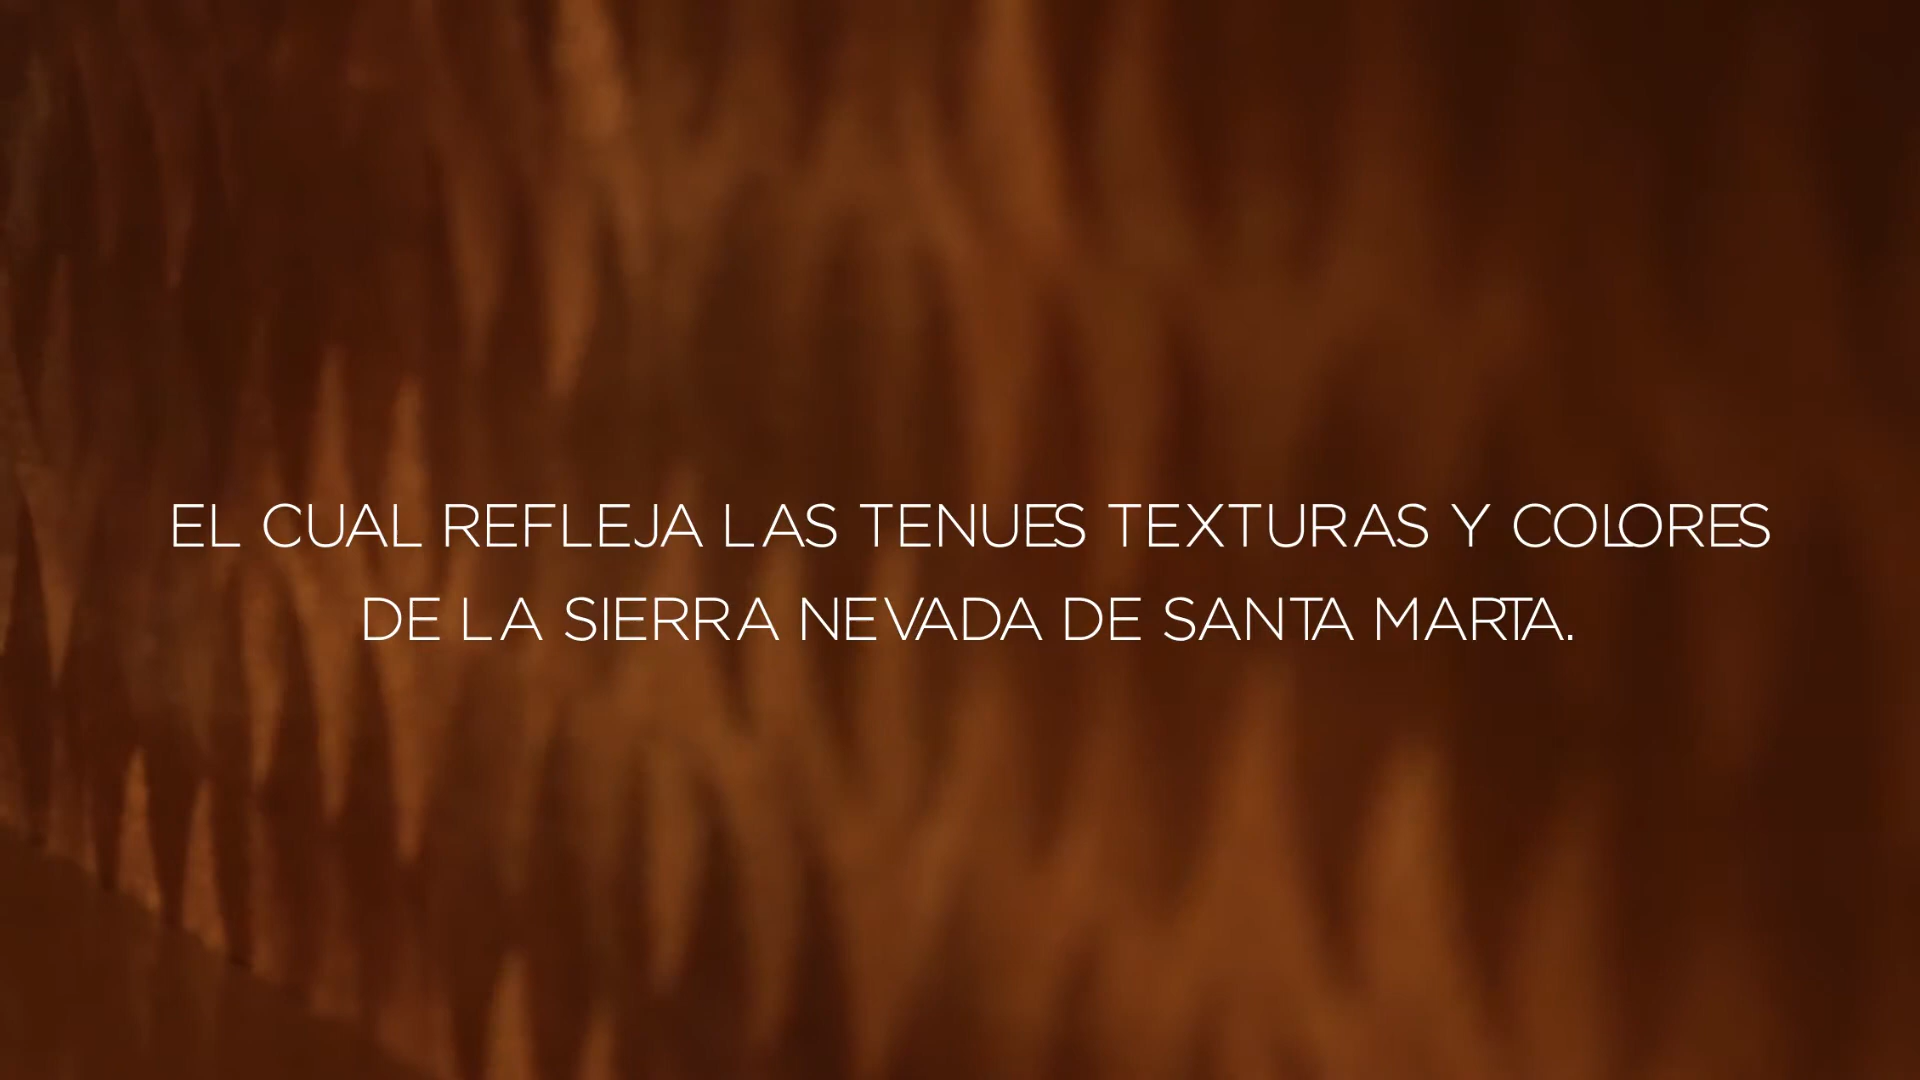 EL CUAL REFLEJA LAS TENUES TEXTURAS Y COLORES
DE LA SIERRA NEVADA DE SANTA MARTA.